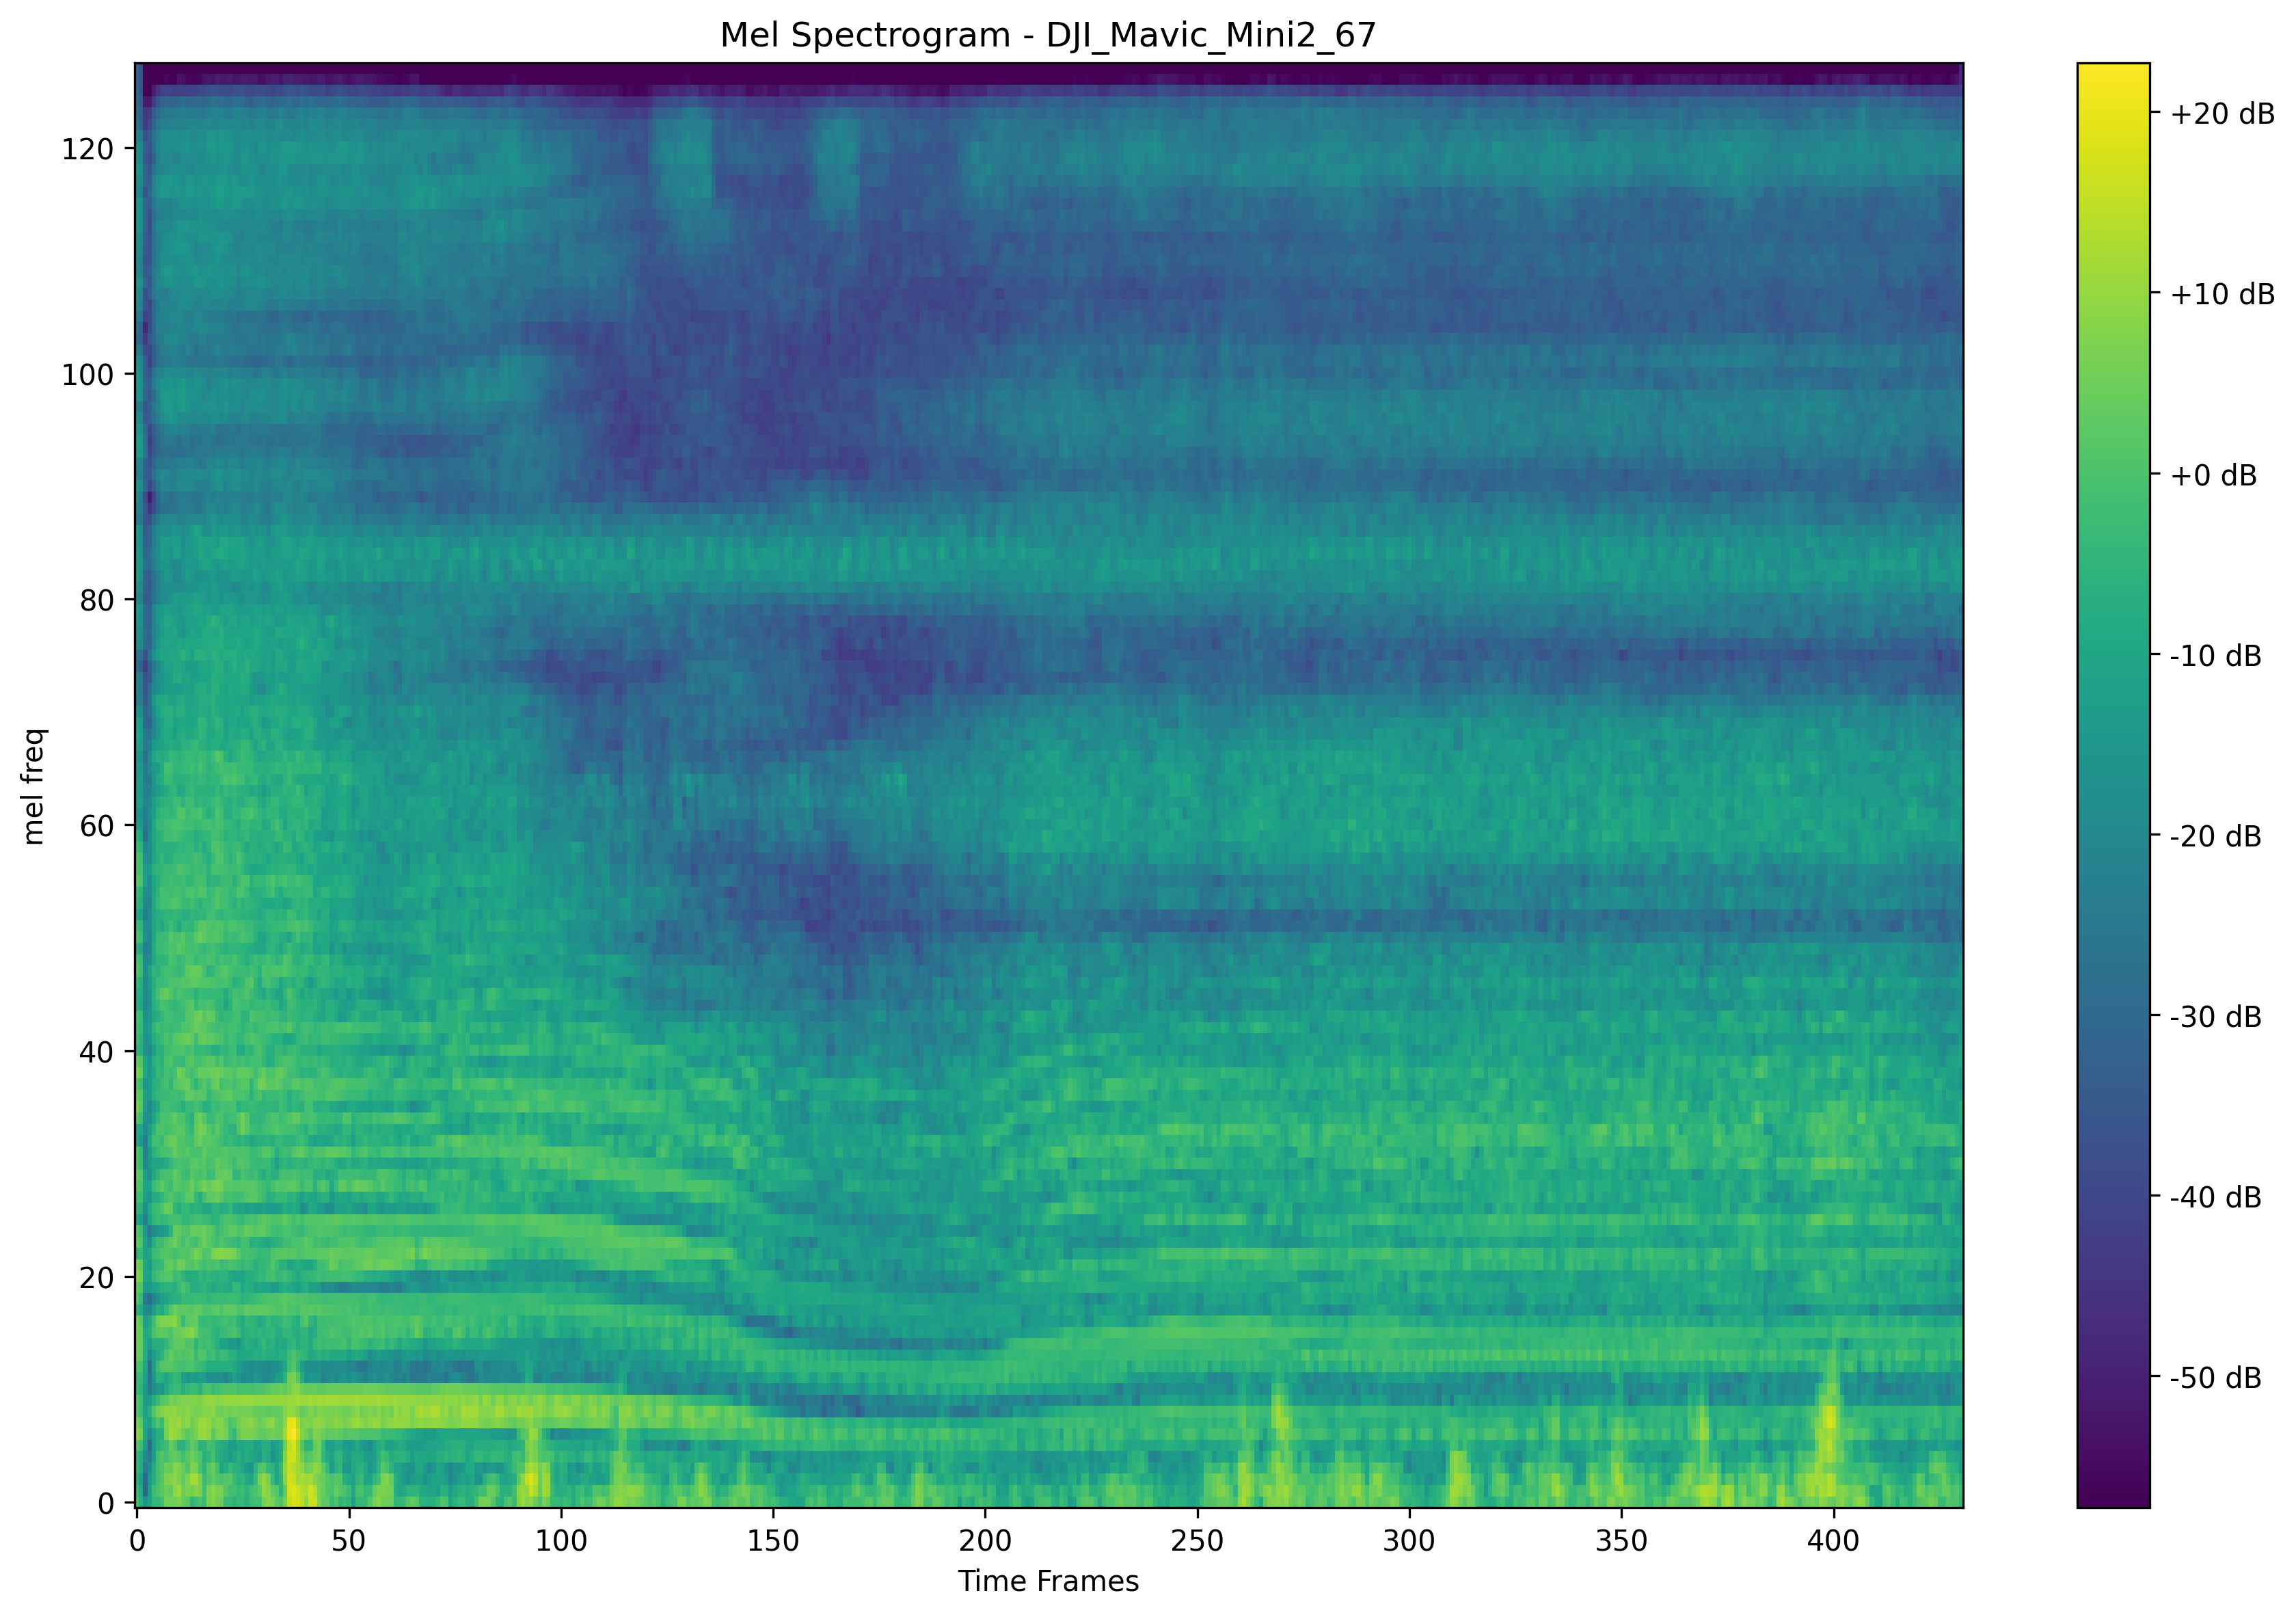 Mel Spectrogram - DJI_Mavic_Mini2_67
mel freq
120
100
80
60
40
20
0
0 50 100 150 200 250 300 350 400
Time Frames
+20 dB
+10 dB
+0 dB
-10 dB
-20 dB
-30 dB
-40 dB
-50 dB